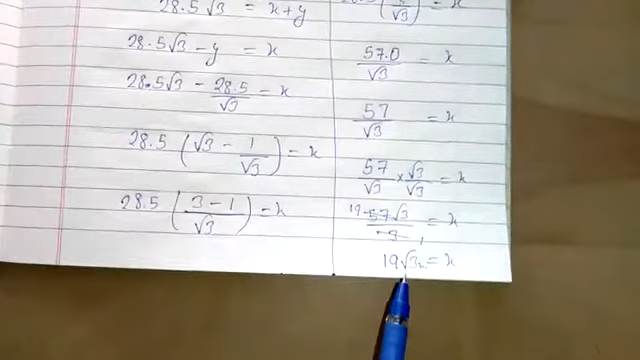 28.5√3 = x+y
28.5√3 - y = x
28.5√3 - 28.5/√3 = x
28.5 (√3 - 1/√3) = x
28.5 (3 - 1/√3) = x
57.0/√3 = x
57/√3 = x
57/√3 × √3/√3 = x
19 57√3/3 1 = x
19√3 = x